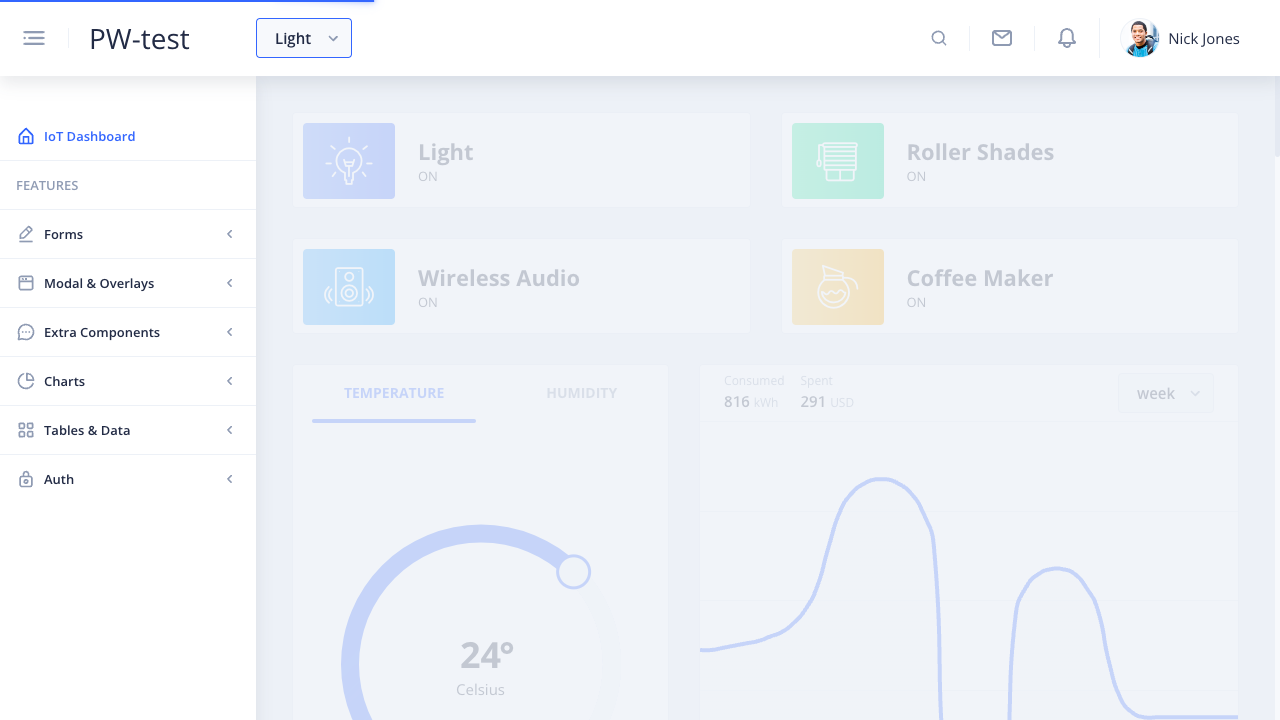 PW-test
Light
Nick Jones
IoT Dashboard
FEATURES
Forms
Modal & Overlays
Extra Components
Charts
Tables & Data
Auth
Light
ON
Roller Shades
ON
Wireless Audio
ON
Coffee Maker
ON
TEMPERATURE
HUMIDITY
24°
Celsius
Consumed
816 kWh
Spent
291 USD
week